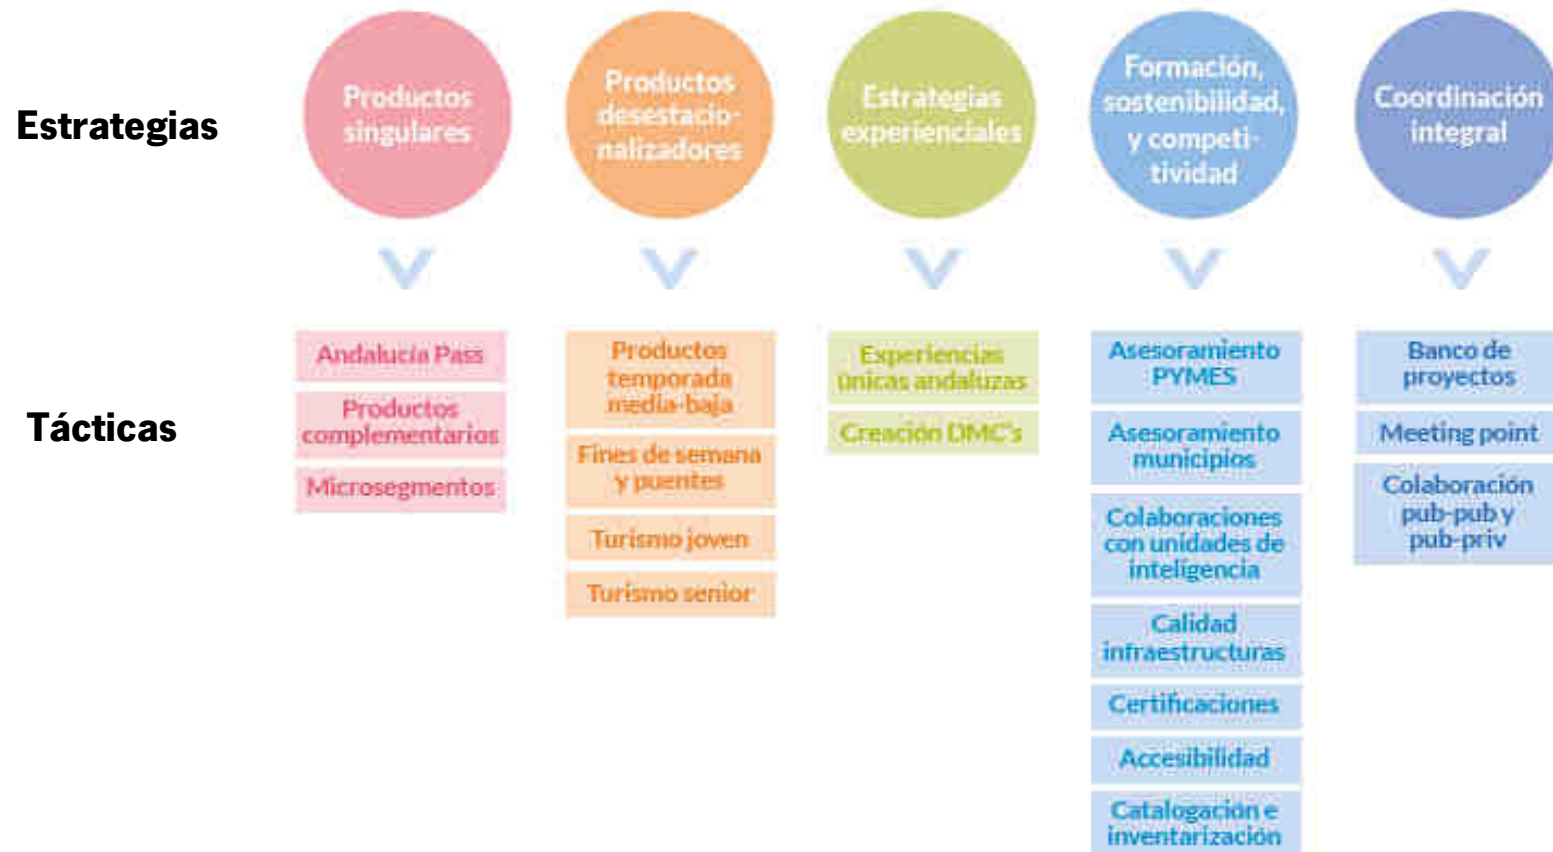 Estrategias
Productos
singulares
Productos
desestacio-
nalizadores
Estrategias
experienciales
Formación,
sostenibilidad,
y competi-
tividad
Coordinación
integral
Tácticas
Andalucía Pass
Productos
complementarios
Microsegmentos
Productos
temporada
media-baja
Fines de semana
y puentes
Turismo joven
Turismo senior
Experiencias
únicas andaluzas
Creación DMC's
Asesoramiento
PYMES
Asesoramiento
municipios
Colaboraciones
con unidades de
inteligencia
Calidad
infraestructuras
Certificaciones
Accesibilidad
Catalogación e
inventarización
Banco de
proyectos
Meeting point
Colaboración
pub-pub y
pub-priv